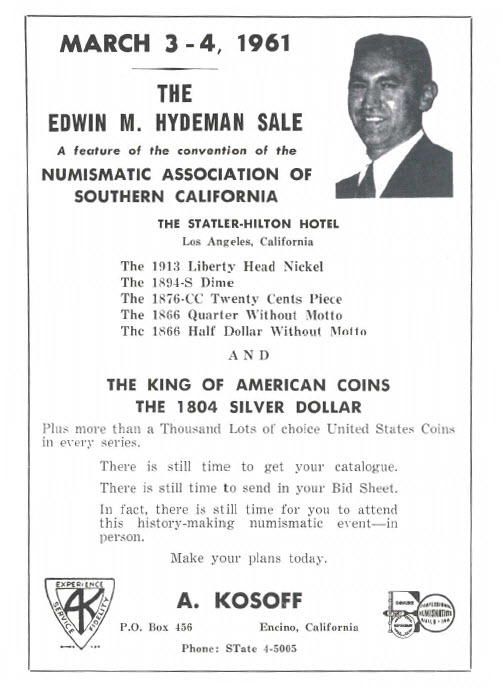 MARCH 3-4, 1961
THE
EDWIN M. HYDEMAN SALE
A feature of the convention of the
NUMISMATIC ASSOCIATION OF
SOUTHERN CALIFORNIA
THE STATLER-HILTON HOTEL
Los Angeles, California
The 1913 Liberty Head Nickel
The 1894-S Dime
The 1876-CC Twenty Cents Piece
The 1866 Quarter Without Motto
The 1866 Half Dollar Without Motto
AND
THE KING OF AMERICAN COINS
THE 1804 SILVER DOLLAR
Plus more than a Thousand Lots of choice United States Coins
in every series.
There is still time to get your catalogue.
There is still time to send in your Bid Sheet.
In fact, there is still time for you to attend
this history-making numismatic event—in
person.
Make your plans today.
EXPERIENCE
SERVICE
FIDELITY
AK
A. KOSOFF
P.O. Box 456 Encino, California
Phone: STate 4-5005
PROFESSIONAL
NUMISMATISTS
GUILD · INC